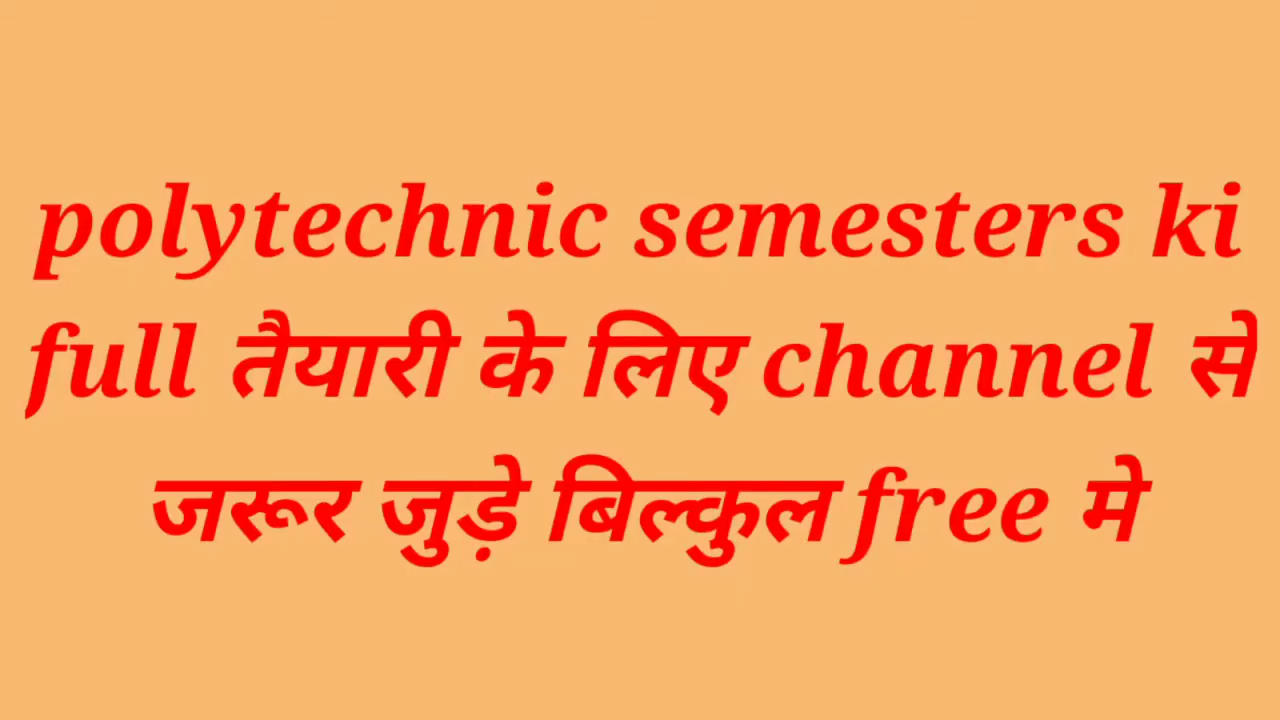 polytechnic semesters ki
full तैयारी के लिए channel से
जरूर जुड़े बिल्कुल free मे